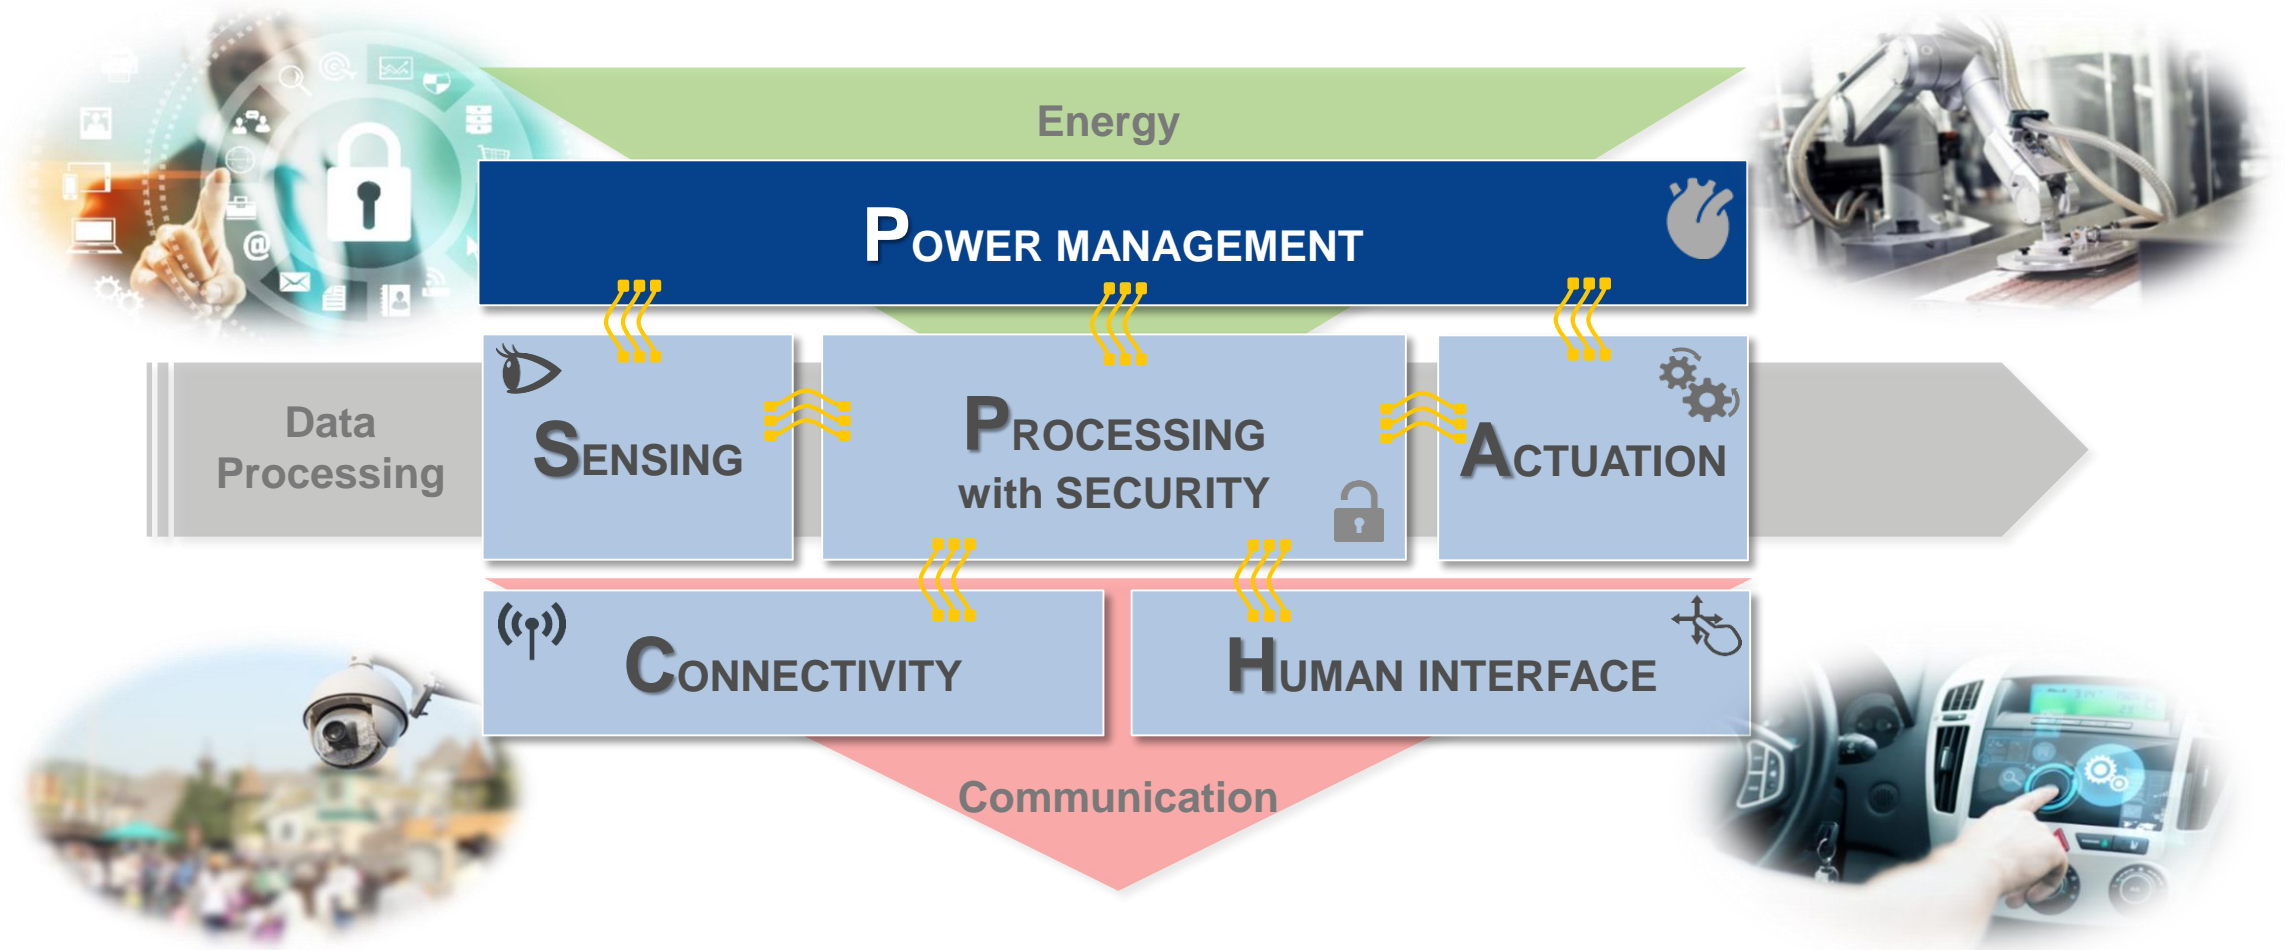 Energy
POWER MANAGEMENT
Data
Processing
SENSING
PROCESSING
with SECURITY
ACTUATION
CONNECTIVITY
HUMAN INTERFACE
Communication
@